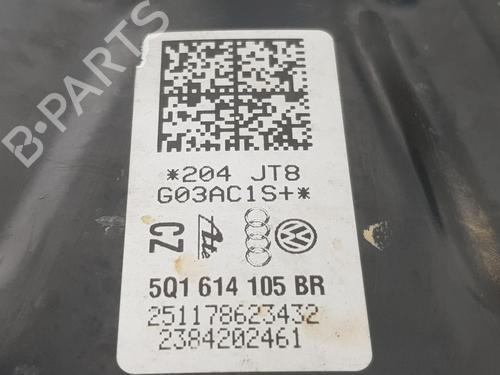 B-PARTS
*204 JT8
G03AC1S+*
CZ Ate
5Q1 614 105 BR
251178623432
2384202461